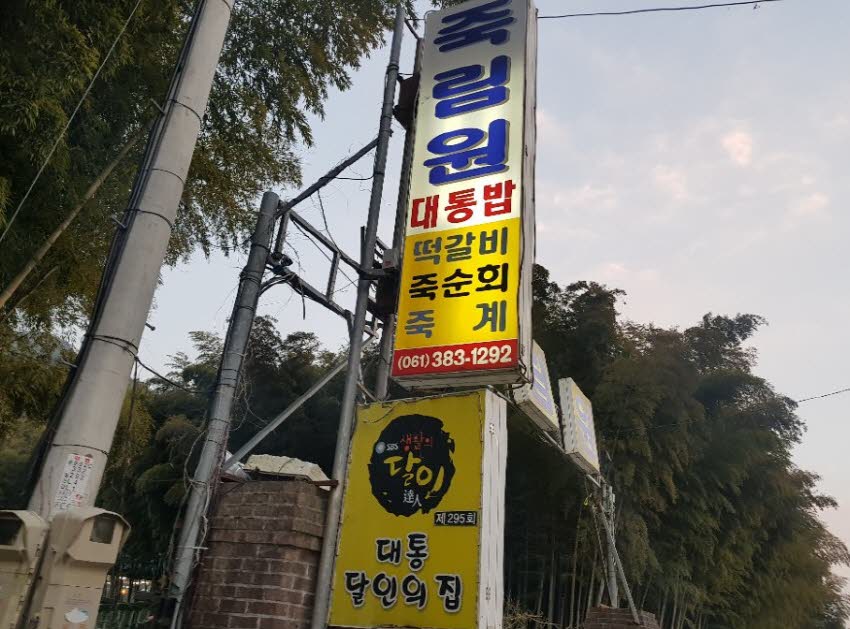 죽림원
대통밥
떡갈비
죽순회
죽계
(061) 383-1292
SBS 생활의
달인
達人
제295회
대통
달인의 집